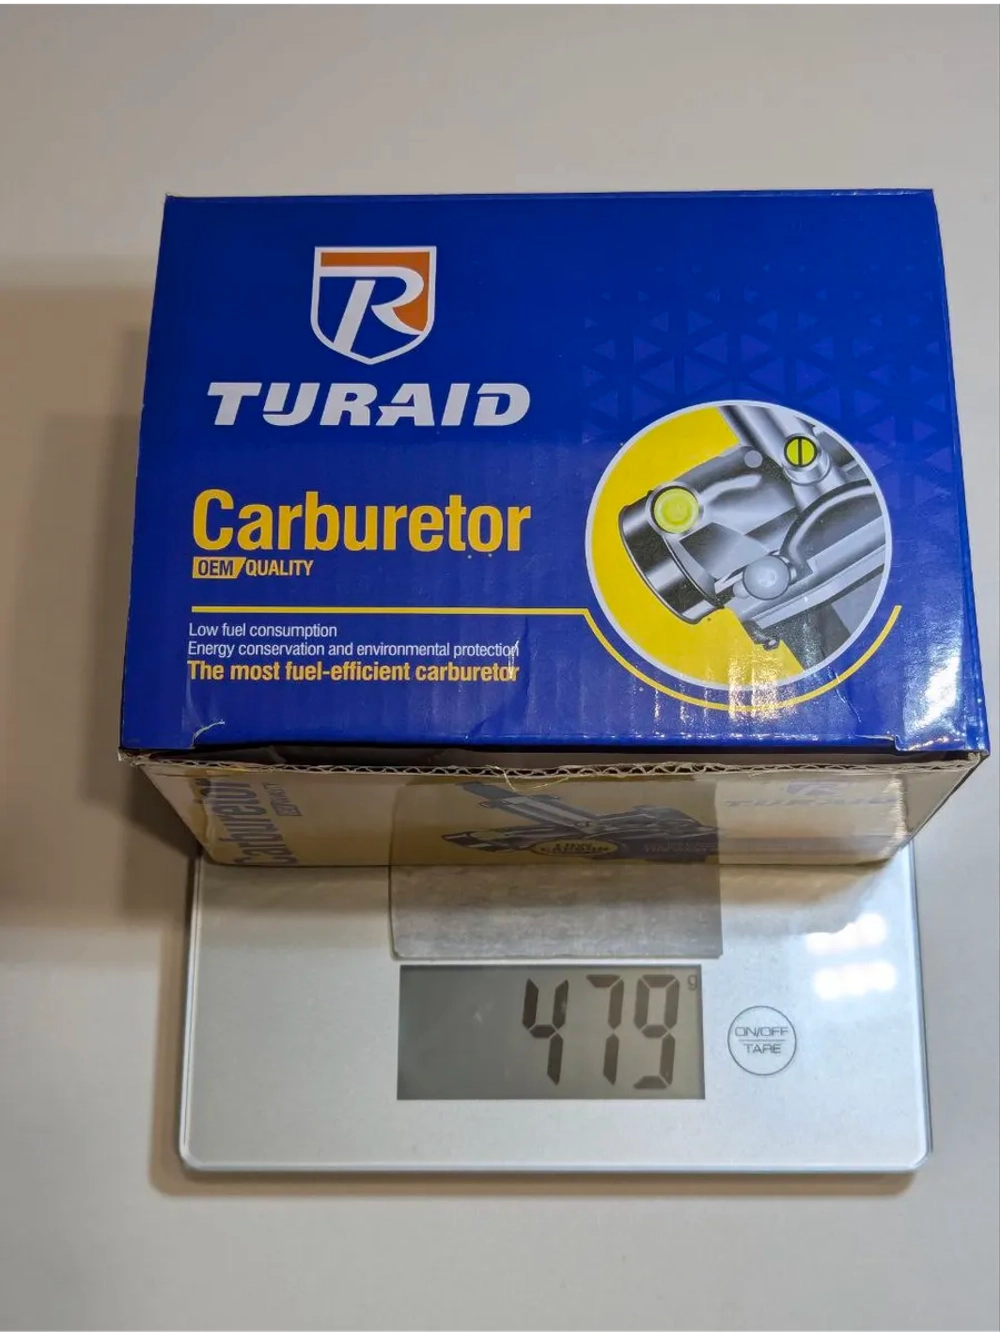 R
TURAID
Carburetor
OEM QUALITY
Low fuel consumption
Energy conservation and environmental protection
The most fuel-efficient carburetor
Carburetor
TURAID
479 g
ON/OFF
TARE